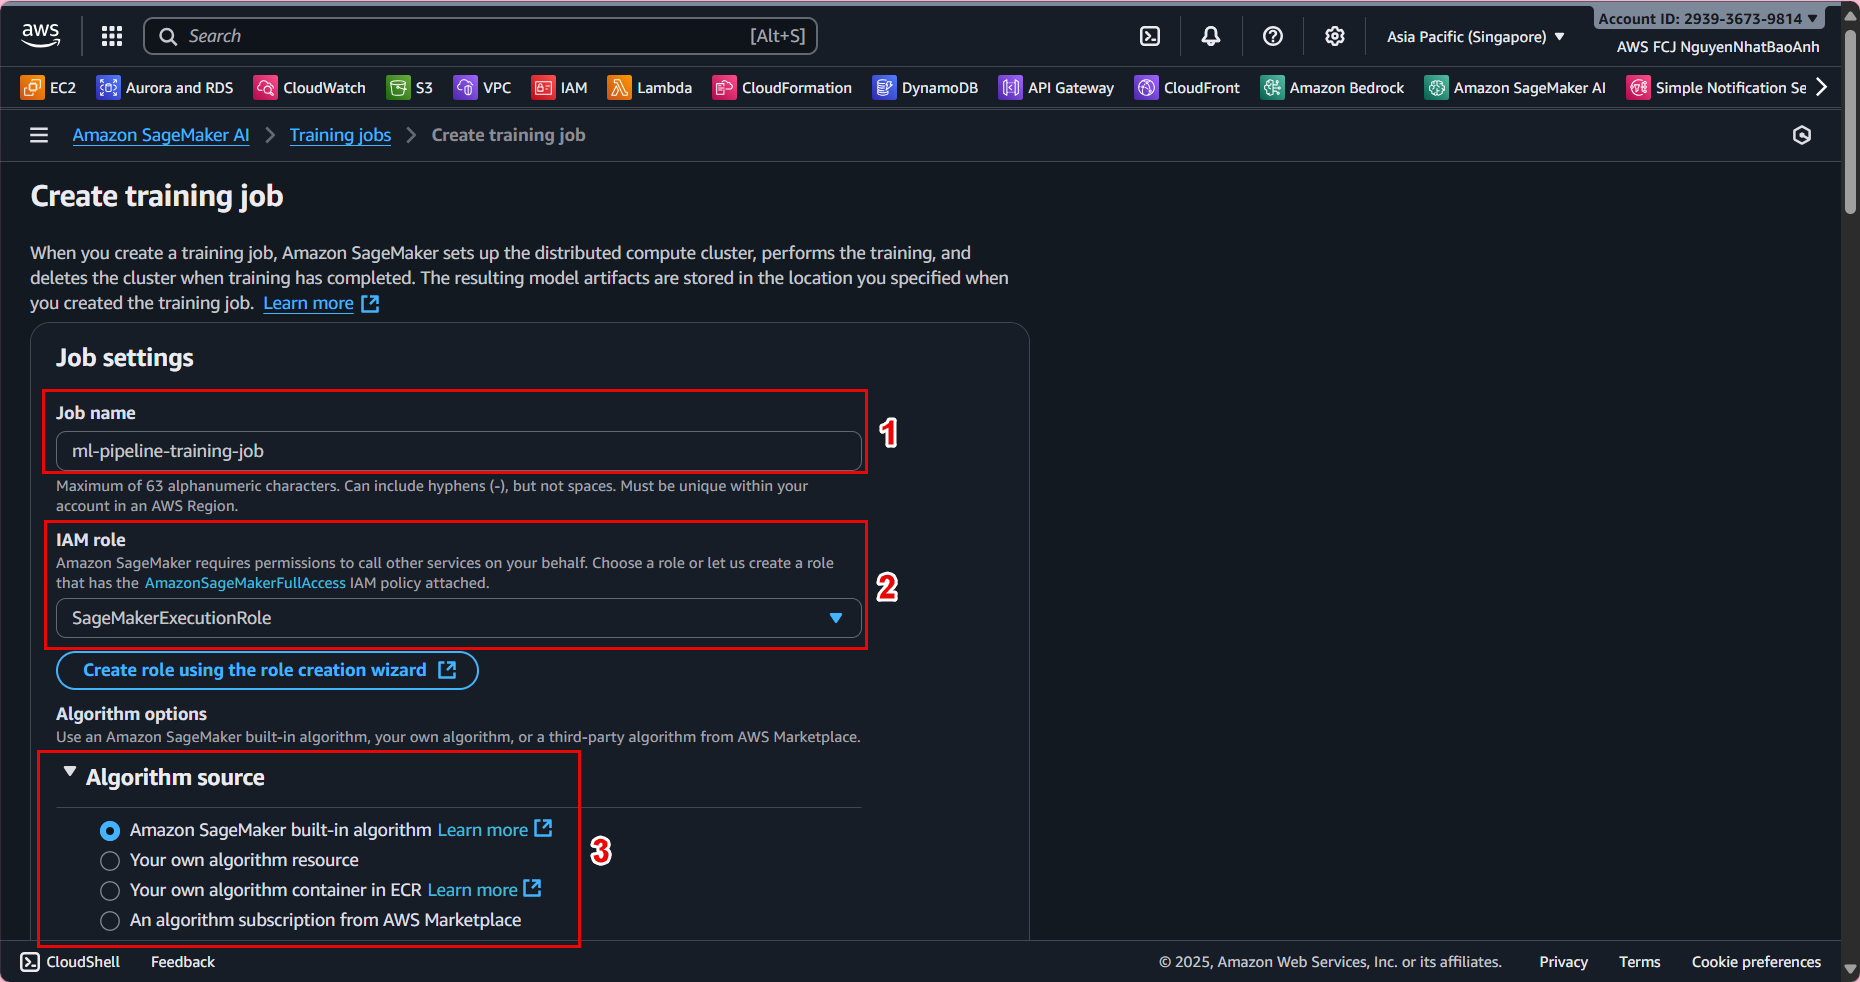 aws
Search [Alt+S]
Asia Pacific (Singapore)
Account ID: 2939-3673-9814
AWS FCJ NguyenNhatBaoAnh
EC2 Aurora and RDS CloudWatch S3 VPC IAM Lambda CloudFormation DynamoDB API Gateway CloudFront Amazon Bedrock Amazon SageMaker AI Simple Notification Se
Amazon SageMaker AI > Training jobs > Create training job
Create training job
When you create a training job, Amazon SageMaker sets up the distributed compute cluster, performs the training, and
deletes the cluster when training has completed. The resulting model artifacts are stored in the location you specified when
you created the training job. Learn more
Job settings
Job name
ml-pipeline-training-job
1
Maximum of 63 alphanumeric characters. Can include hyphens (-), but not spaces. Must be unique within your
account in an AWS Region.
IAM role
Amazon SageMaker requires permissions to call other services on your behalf. Choose a role or let us create a role
that has the AmazonSageMakerFullAccess IAM policy attached.
2
SageMakerExecutionRole
Create role using the role creation wizard
Algorithm options
Use an Amazon SageMaker built-in algorithm, your own algorithm, or a third-party algorithm from AWS Marketplace.
Algorithm source
Amazon SageMaker built-in algorithm Learn more
3
Your own algorithm resource
Your own algorithm container in ECR Learn more
An algorithm subscription from AWS Marketplace
CloudShell Feedback © 2025, Amazon Web Services, Inc. or its affiliates. Privacy Terms Cookie preferences